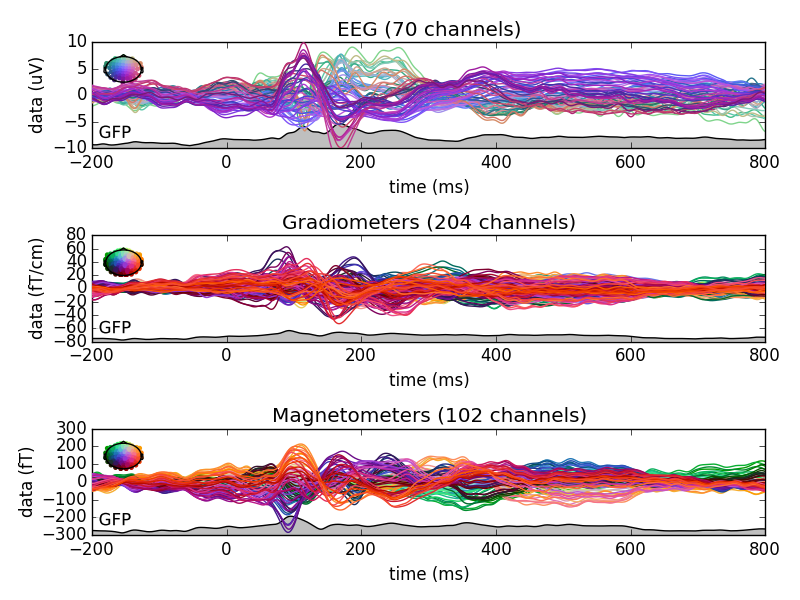 EEG (70 channels)
data (uV)
10
5
0
−5
−10
GFP
−200 0 200 400 600 800
time (ms)
Gradiometers (204 channels)
data (fT/cm)
80
60
40
20
0
−20
−40
−60
−80
GFP
−200 0 200 400 600 800
time (ms)
Magnetometers (102 channels)
data (fT)
300
200
100
0
−100
−200
−300
GFP
−200 0 200 400 600 800
time (ms)